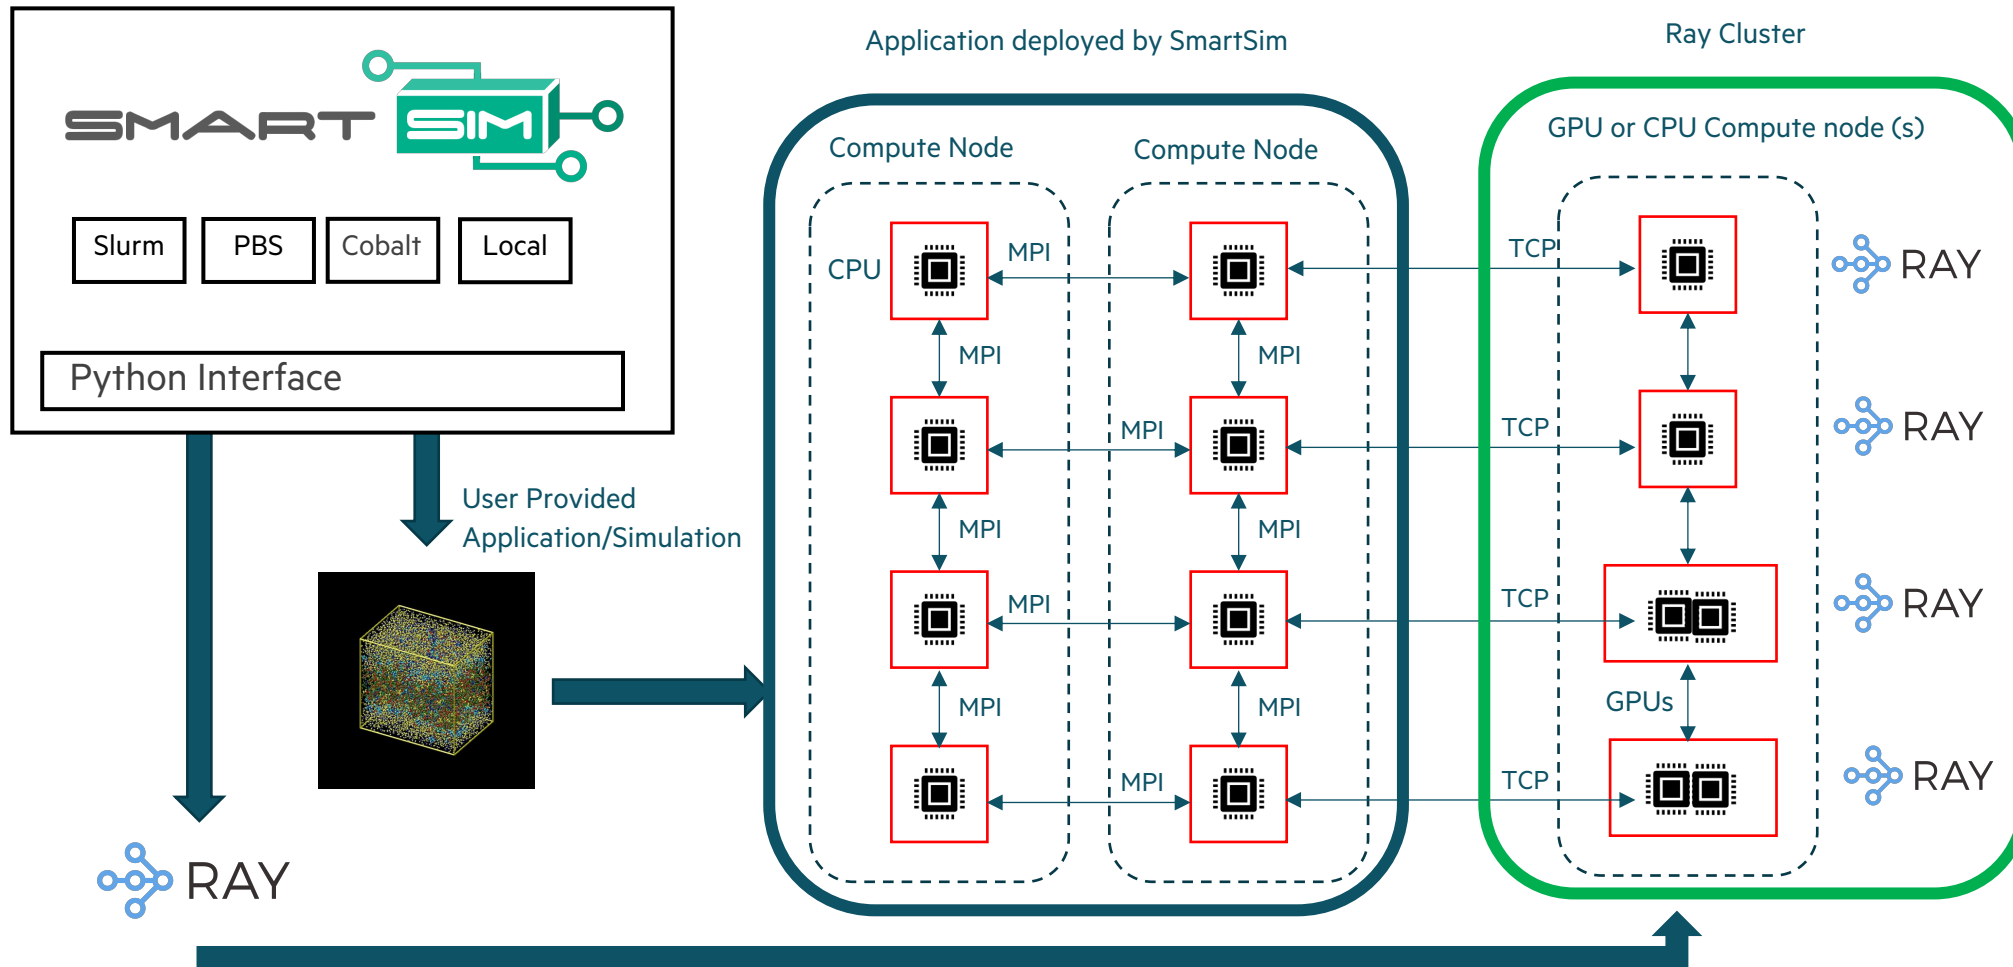 SMART SIM
Slurm
PBS
Cobalt
Local
Python Interface
User Provided
Application/Simulation
RAY
Application deployed by SmartSim
Compute Node
Compute Node
CPU
MPI
MPI
MPI
MPI
MPI
MPI
MPI
MPI
MPI
MPI
Ray Cluster
GPU or CPU Compute node (s)
TCP
TCP
TCP
TCP
GPUs
RAY
RAY
RAY
RAY